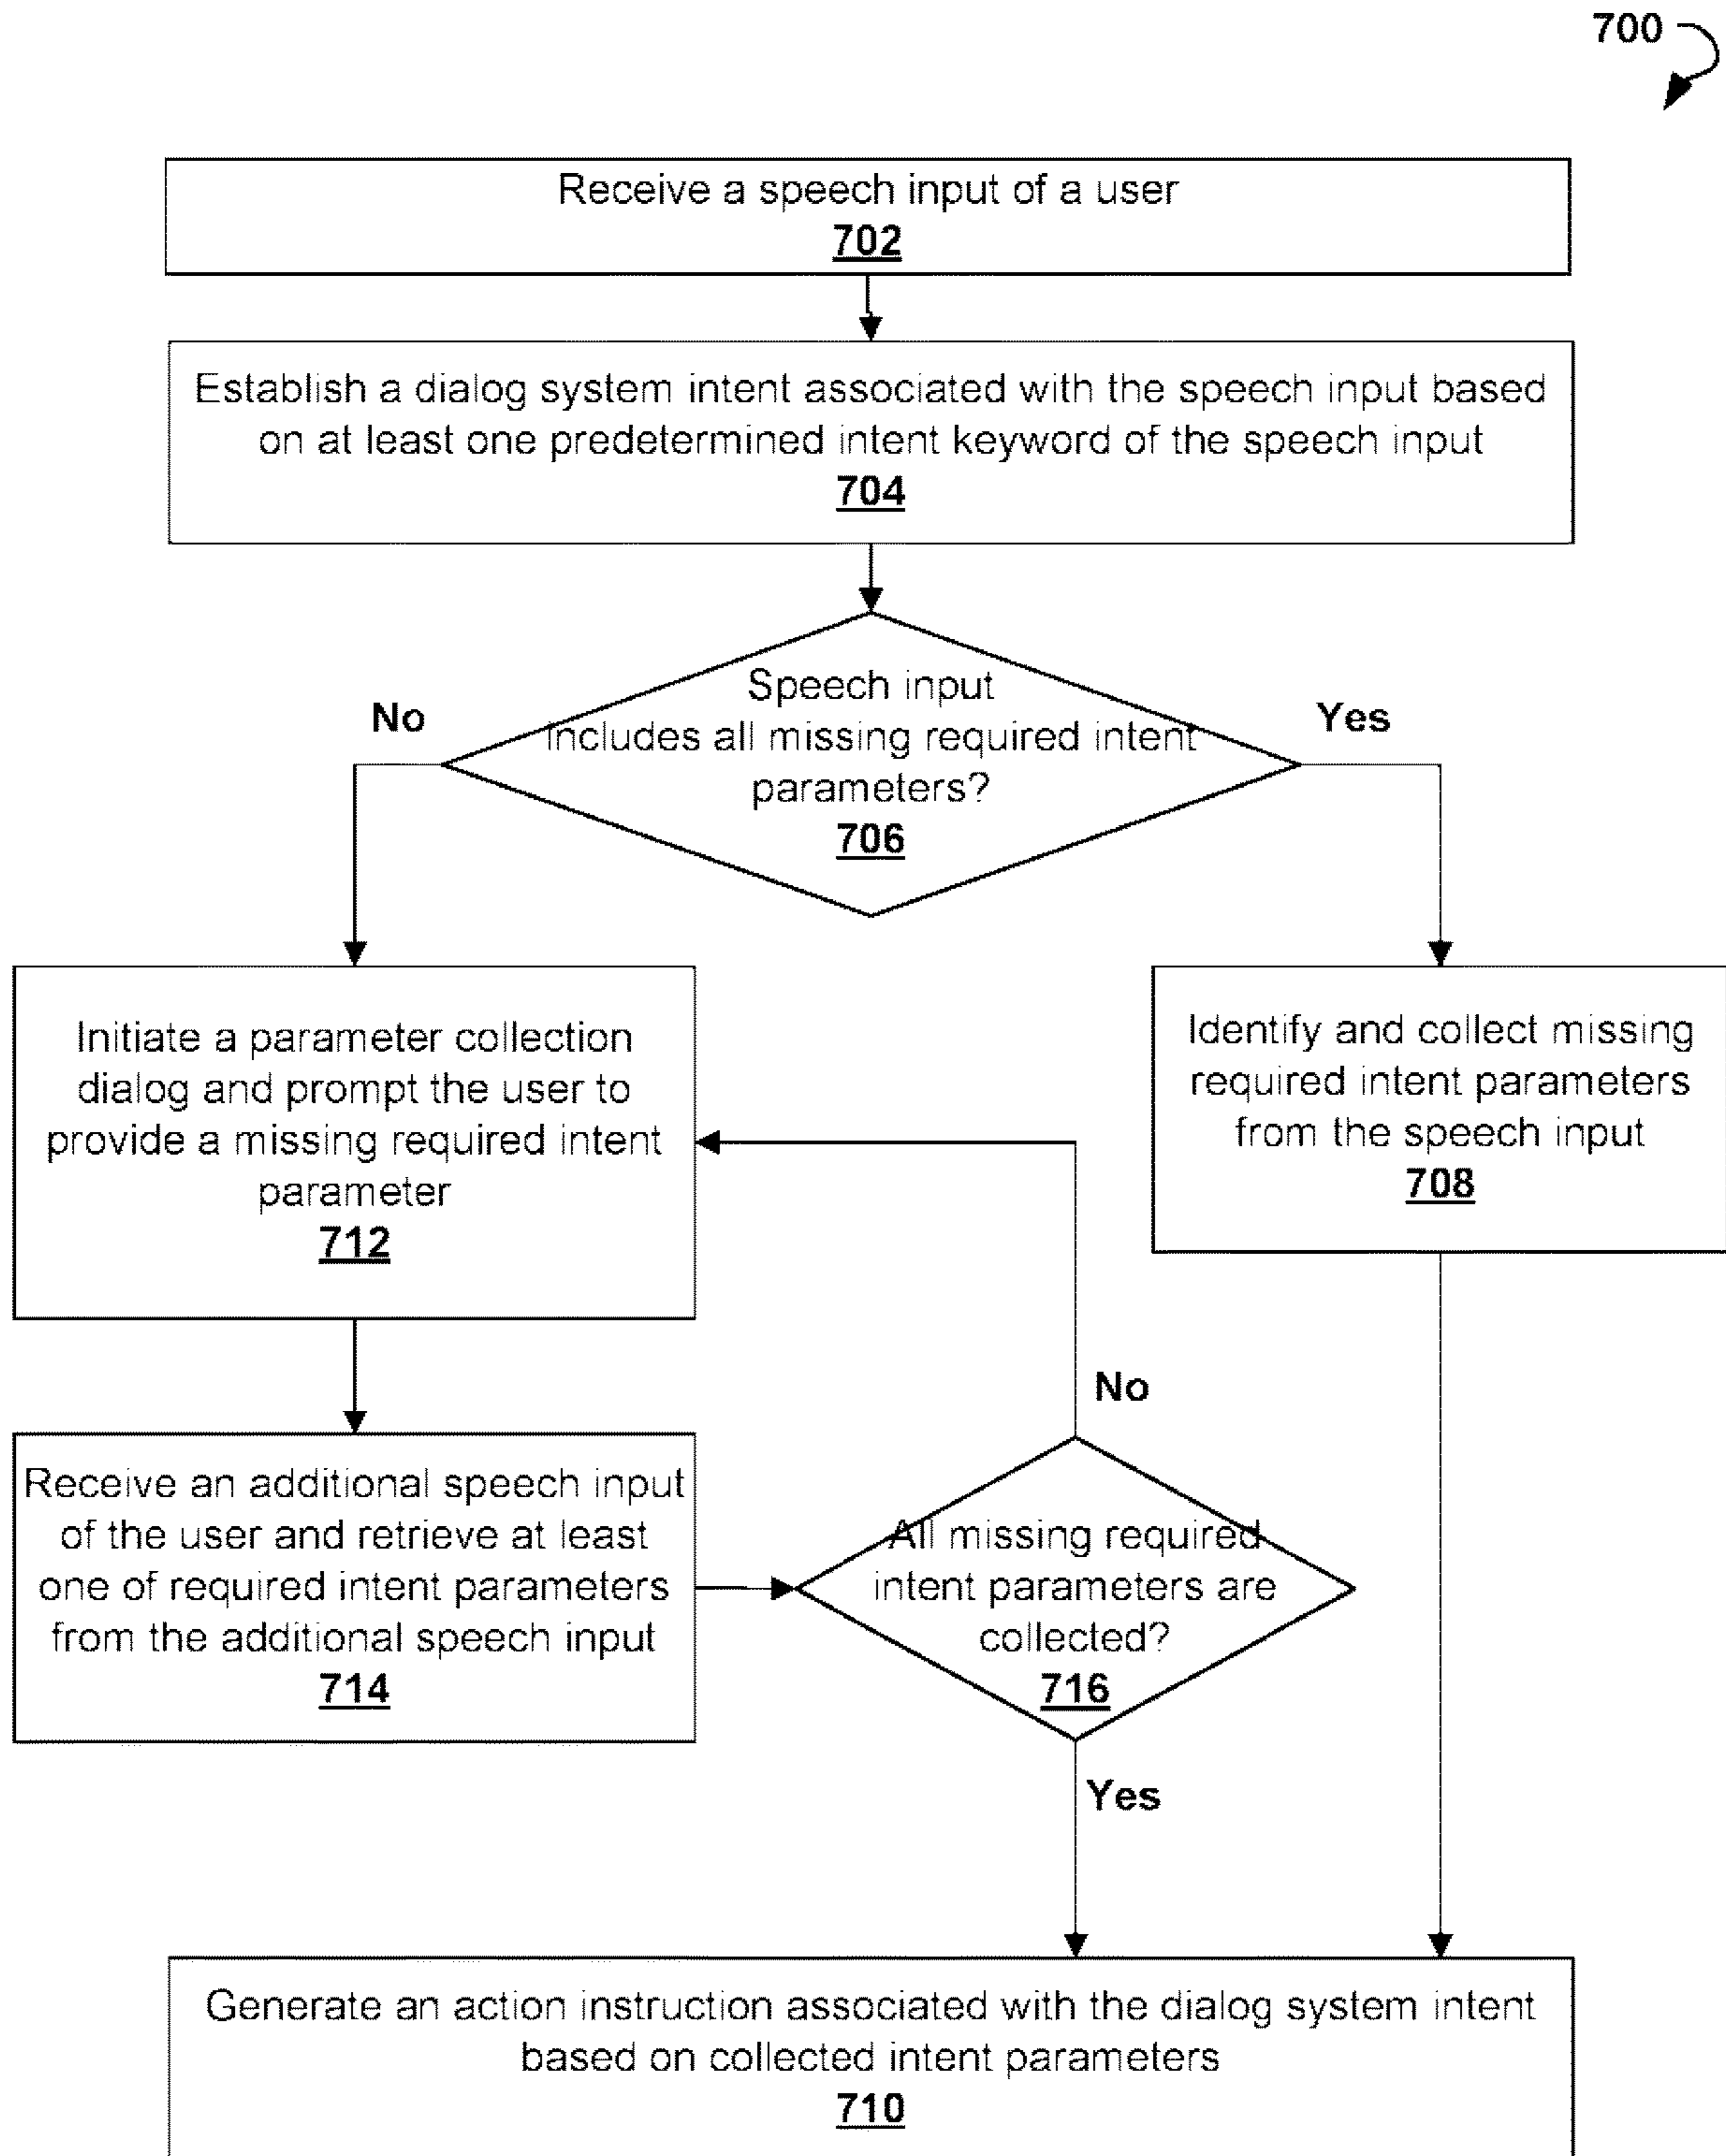 700
Receive a speech input of a user
702
Establish a dialog system intent associated with the speech input based
on at least one predetermined intent keyword of the speech input
704
Speech input
includes all missing required intent
parameters?
706
No
Yes
Initiate a parameter collection
dialog and prompt the user to
provide a missing required intent
parameter
712
Identify and collect missing
required intent parameters
from the speech input
708
No
Receive an additional speech input
of the user and retrieve at least
one of required intent parameters
from the additional speech input
714
All missing required
intent parameters are
collected?
716
Yes
Generate an action instruction associated with the dialog system intent
based on collected intent parameters
710